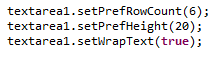 textarea1.setPrefRowCount(6);
textarea1.setPrefHeight(20);
textarea1.setWrapText(true);